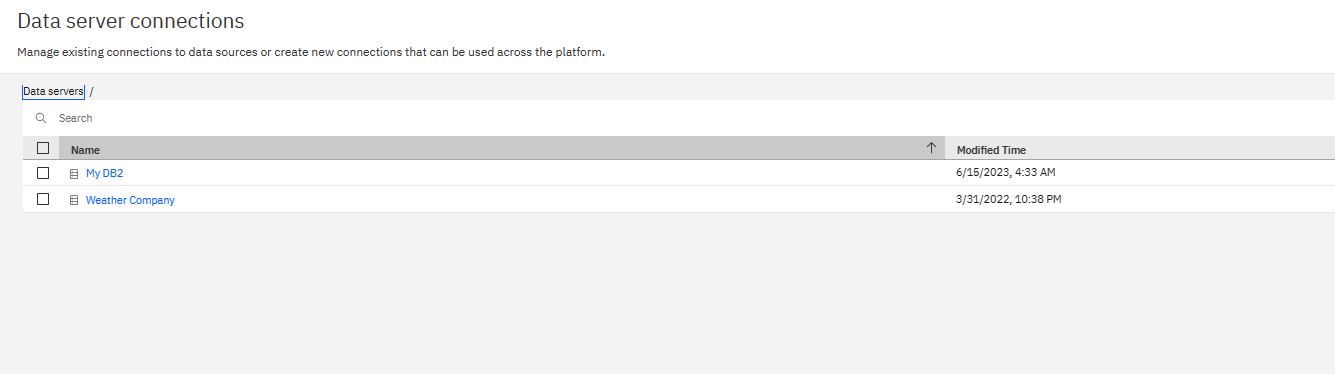 Data server connections
Manage existing connections to data sources or create new connections that can be used across the platform.
Data servers /
Search
Name Modified Time
My DB2 6/15/2023, 4:33 AM
Weather Company 3/31/2022, 10:38 PM